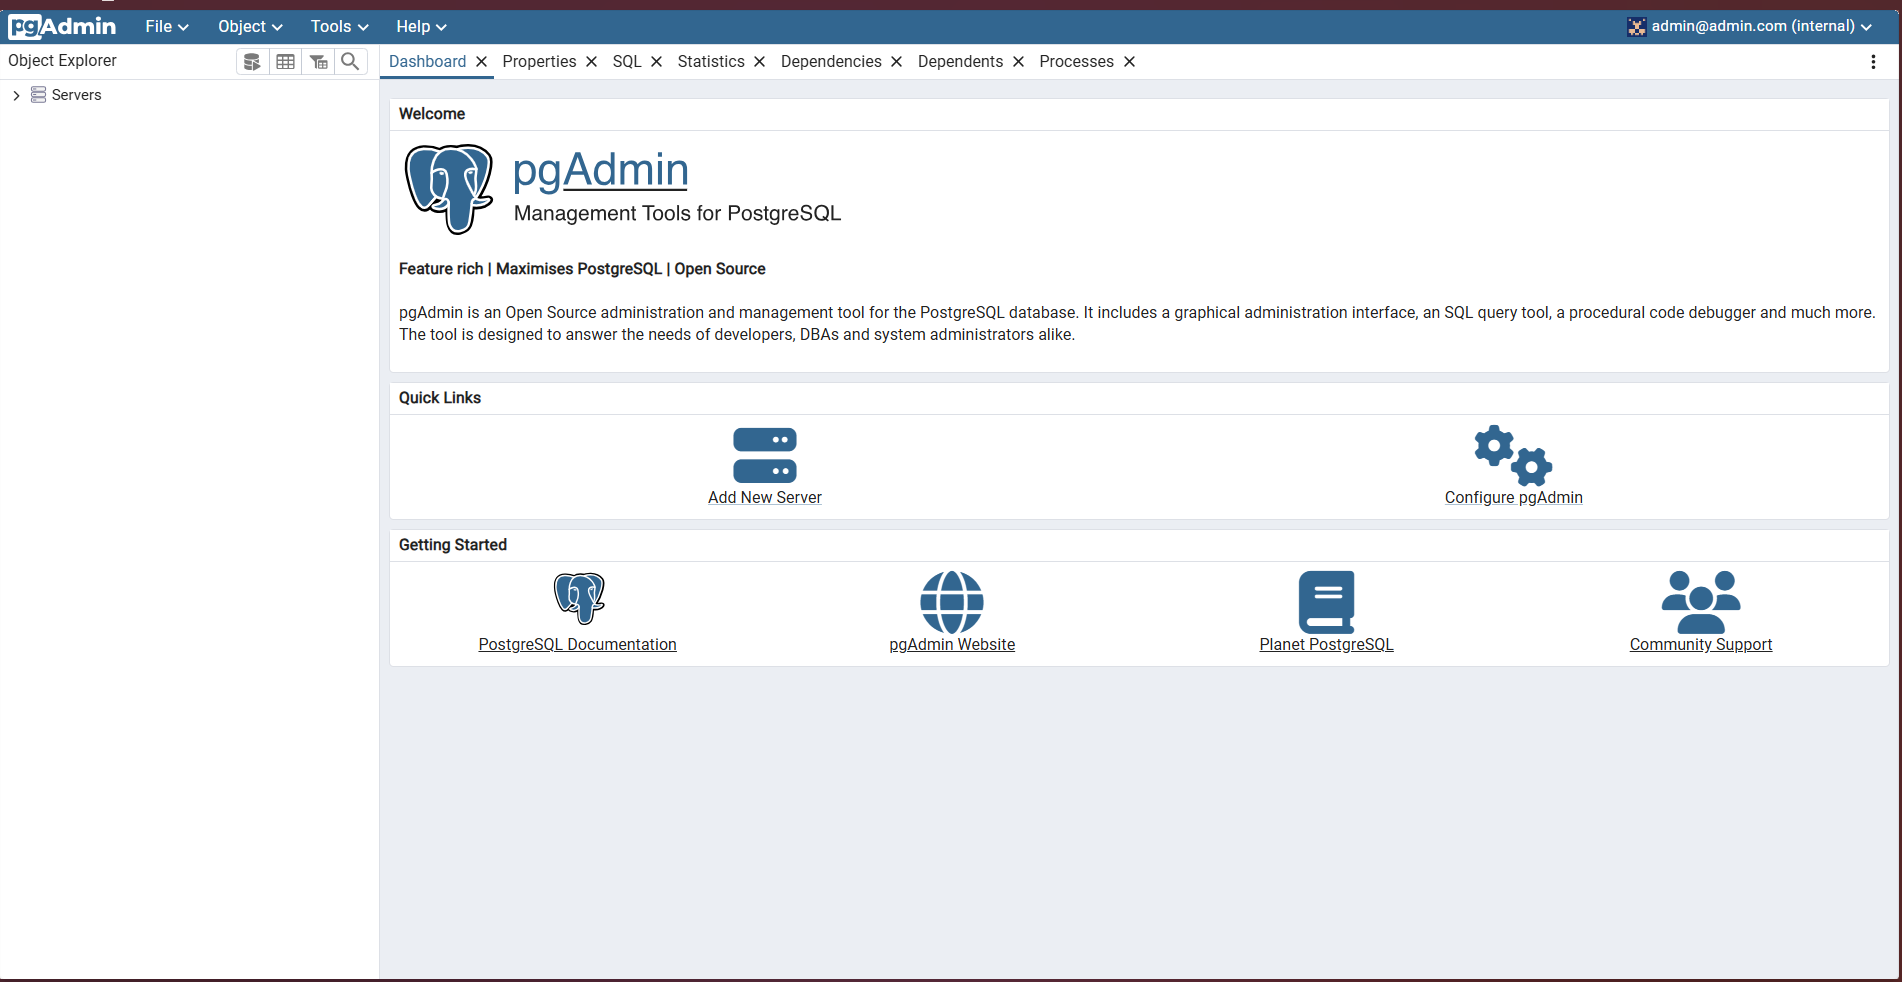 pgAdmin File Object Tools Help admin@admin.com (internal)
Object Explorer
Dashboard Properties SQL Statistics Dependencies Dependents Processes
Servers
Welcome
pgAdmin
Management Tools for PostgreSQL
Feature rich | Maximises PostgreSQL | Open Source
pgAdmin is an Open Source administration and management tool for the PostgreSQL database. It includes a graphical administration interface, an SQL query tool, a procedural code debugger and much more.
The tool is designed to answer the needs of developers, DBAs and system administrators alike.
Quick Links
Add New Server Configure pgAdmin
Getting Started
PostgreSQL Documentation pgAdmin Website Planet PostgreSQL Community Support